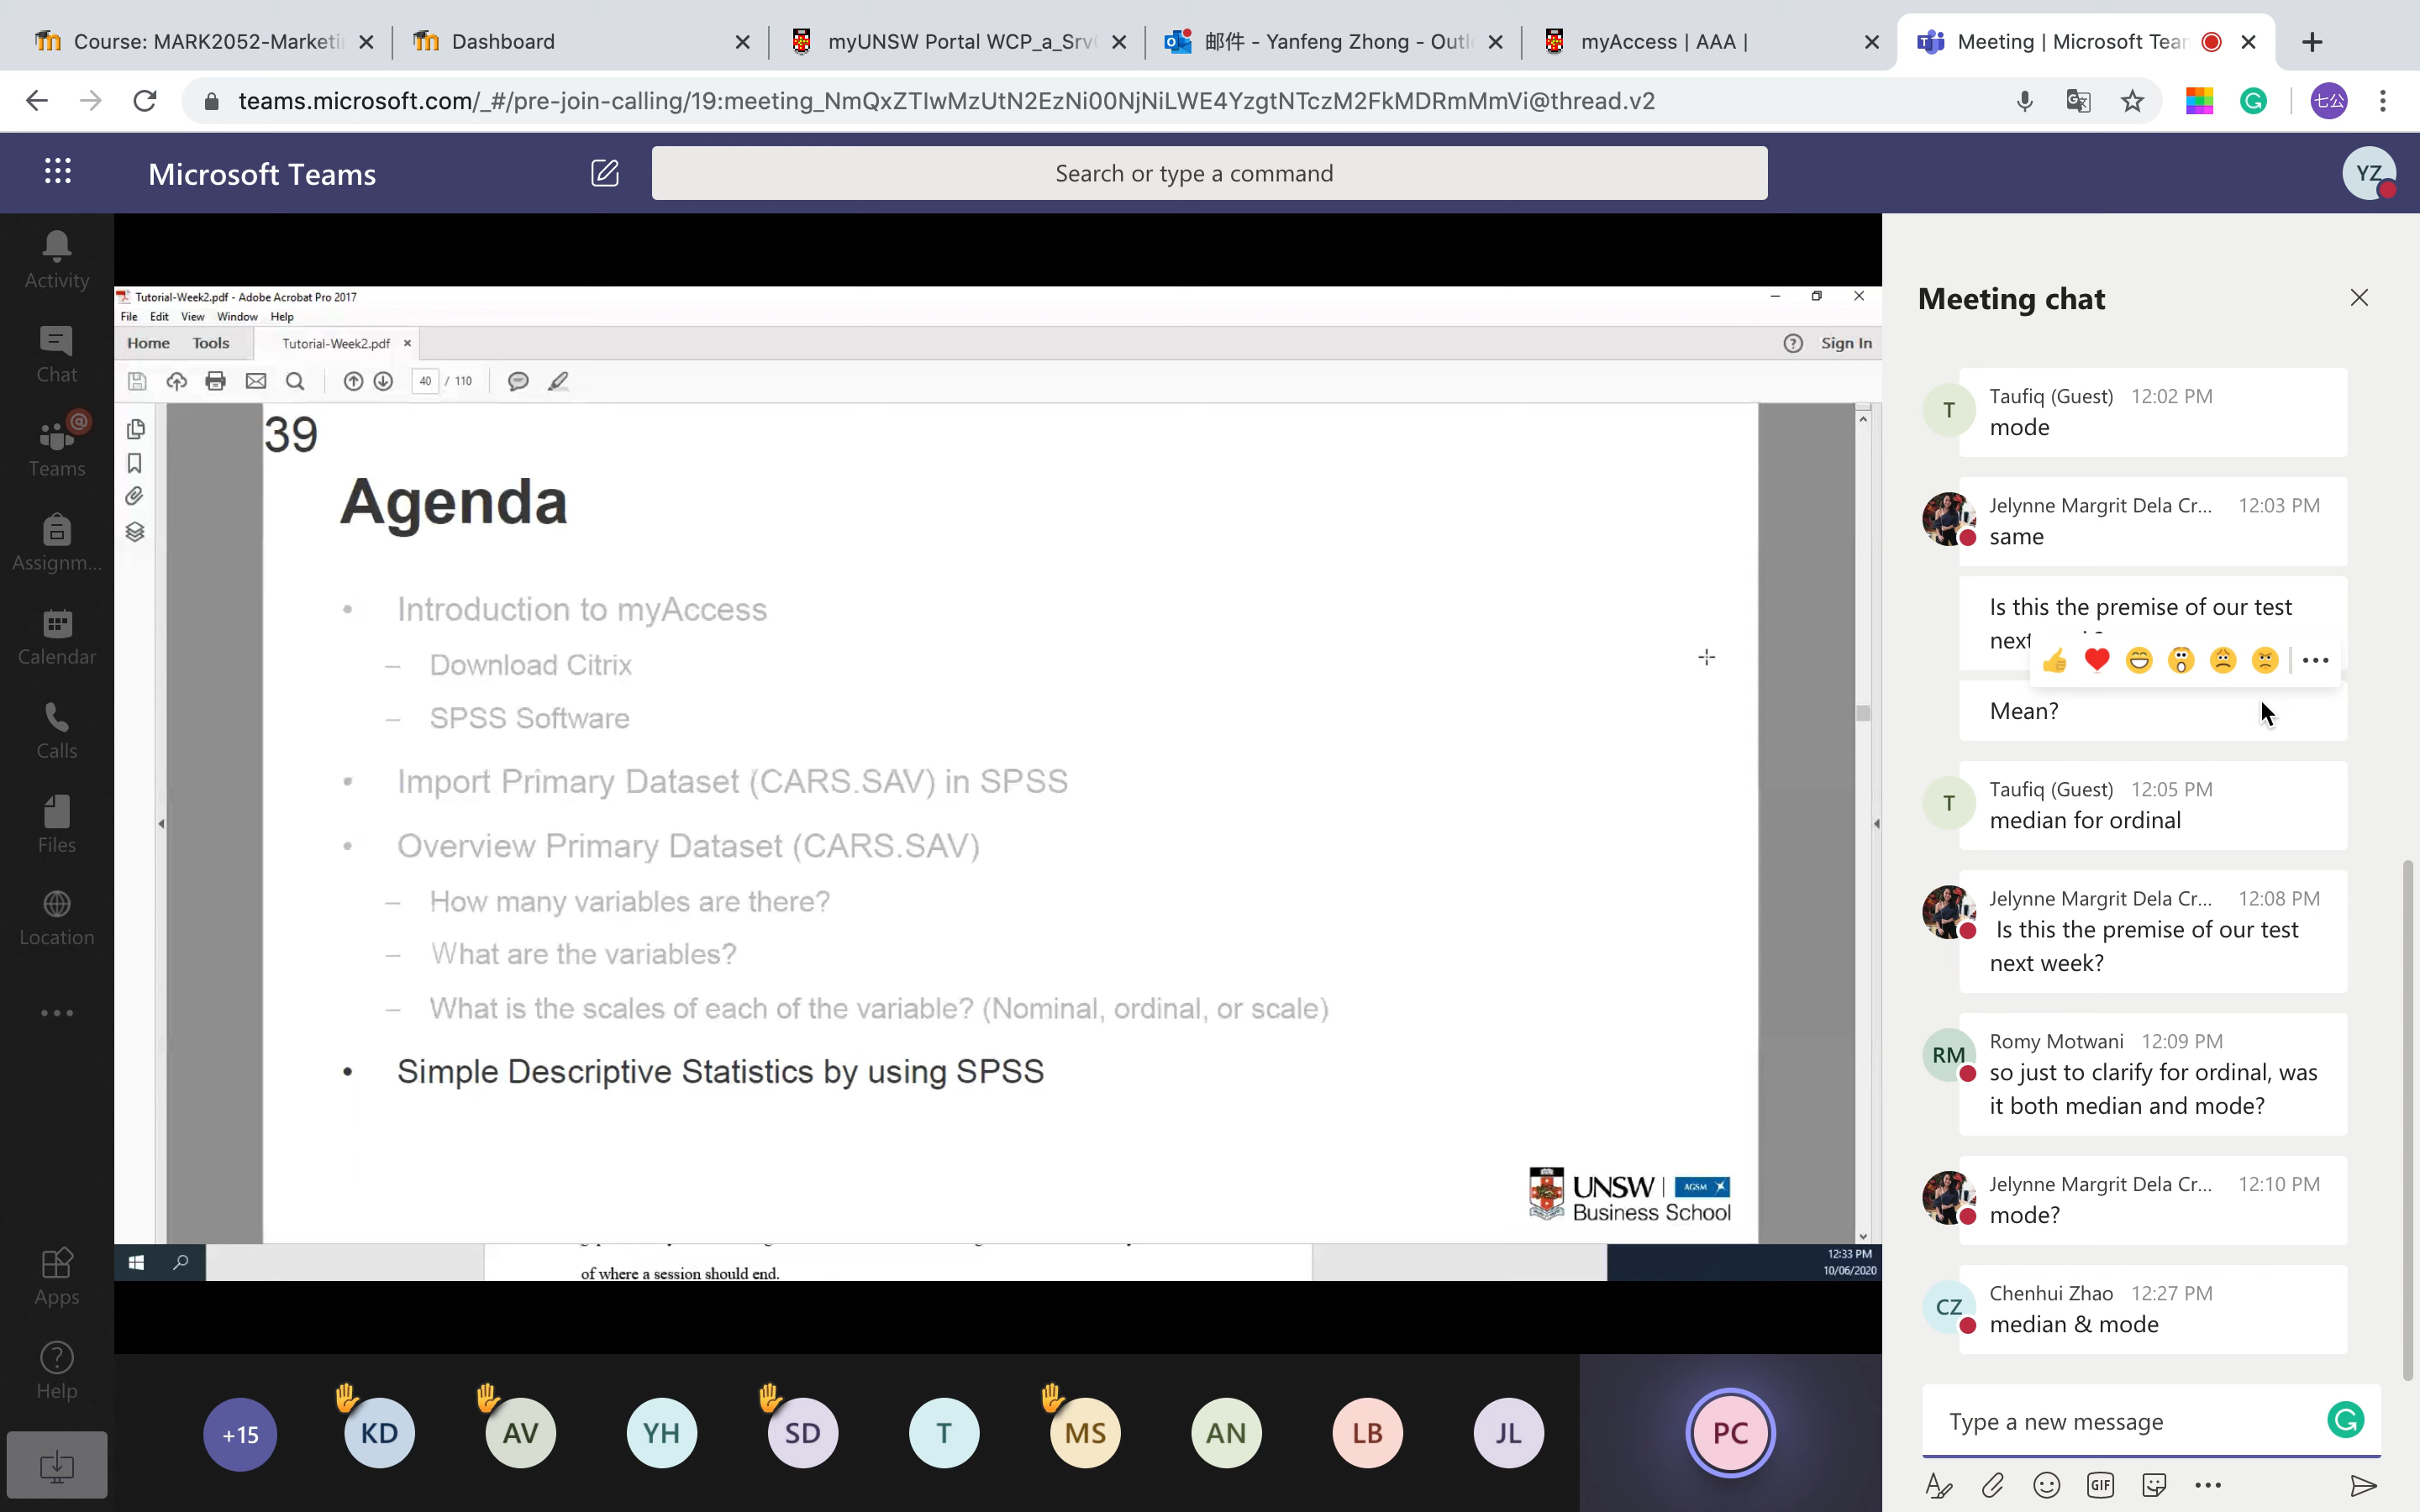 Course: MARK2052-Marketi
Dashboard
myUNSW Portal WCP_a_Srv
邮件 - Yanfeng Zhong - Outl
myAccess | AAA |
Meeting | Microsoft Tea
teams.microsoft.com/_#/pre-join-calling/19:meeting_NmQxZTIwMzUtN2EzNi00NjNiLWE4YzgtNTczM2FkMDRmMmVi@thread.v2
七公
Microsoft Teams
Search or type a command
YZ
Activity
Chat
Teams
Assignm...
Calendar
Calls
Files
Location
Apps
Help
Tutorial-Week2.pdf - Adobe Acrobat Pro 2017
File Edit View Window Help
Home Tools Tutorial-Week2.pdf
Sign In
40 / 110
39
Agenda
• Introduction to myAccess
– Download Citrix
– SPSS Software
• Import Primary Dataset (CARS.SAV) in SPSS
• Overview Primary Dataset (CARS.SAV)
– How many variables are there?
– What are the variables?
– What is the scales of each of the variable? (Nominal, ordinal, or scale)
• Simple Descriptive Statistics by using SPSS
UNSW AGSM
Business School
of where a session should end.
12:33 PM
10/06/2020
+15
KD
AV
YH
SD
T
MS
AN
LB
JL
PC
Meeting chat
T
Taufiq (Guest) 12:02 PM
mode
Jelynne Margrit Dela Cr... 12:03 PM
same
Is this the premise of our test
next
Mean?
T
Taufiq (Guest) 12:05 PM
median for ordinal
Jelynne Margrit Dela Cr... 12:08 PM
Is this the premise of our test
next week?
RM
Romy Motwani 12:09 PM
so just to clarify for ordinal, was
it both median and mode?
Jelynne Margrit Dela Cr... 12:10 PM
mode?
CZ
Chenhui Zhao 12:27 PM
median & mode
Type a new message
GIF